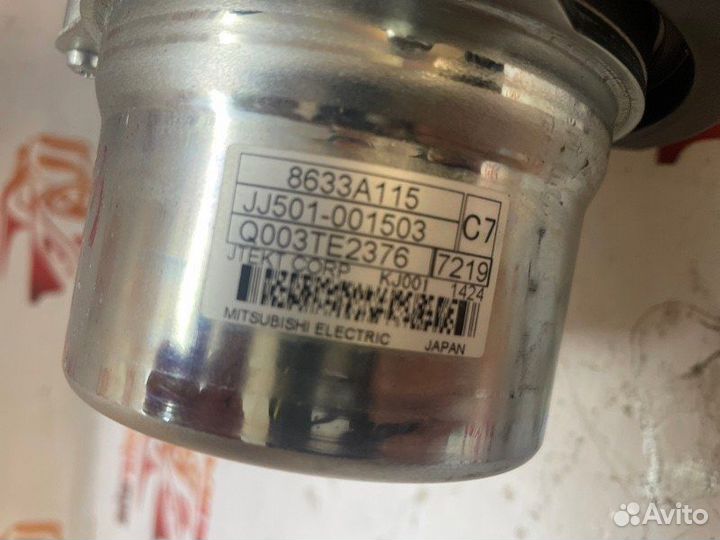 8633A115
JJ501-001503
C7
Q003TE2376
7219
JTEKT CORP KJ001 1424
MITSUBISHI ELECTRIC JAPAN
Avito